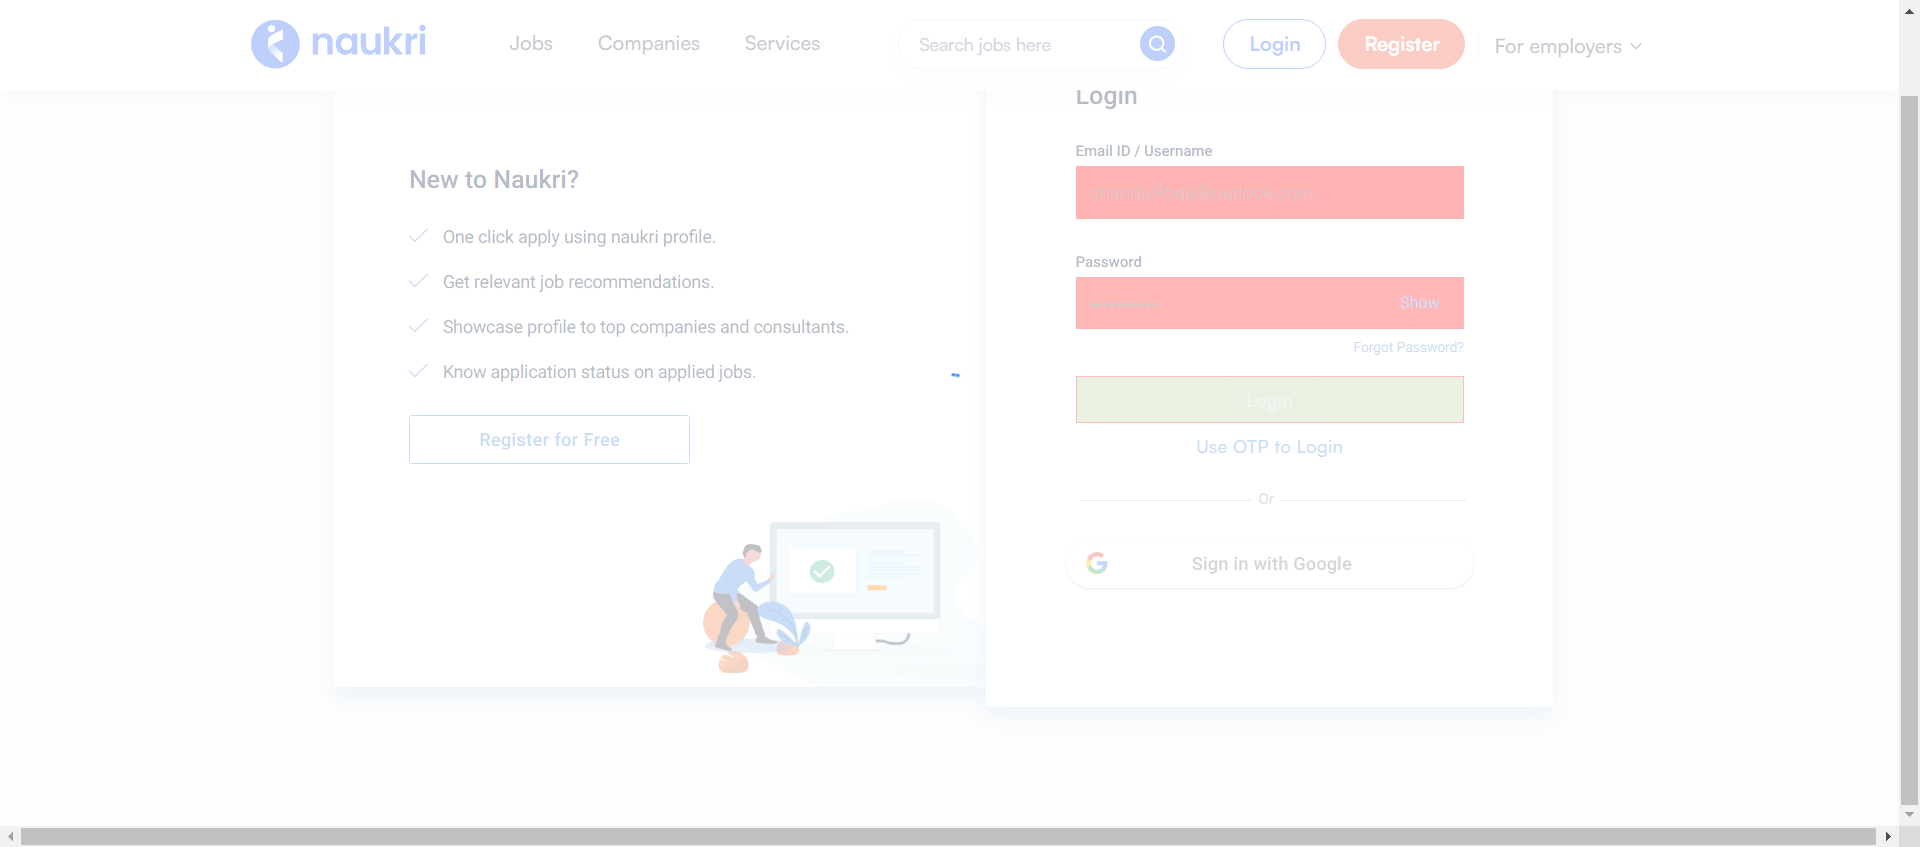 naukri
Jobs
Companies
Services
Search jobs here
Login
Register
For employers
Login
New to Naukri?
One click apply using naukri profile.
Get relevant job recommendations.
Showcase profile to top companies and consultants.
Know application status on applied jobs.
Register for Free
Email ID / Username
Password
Show
Forgot Password?
Login
Use OTP to Login
Or
Sign in with Google